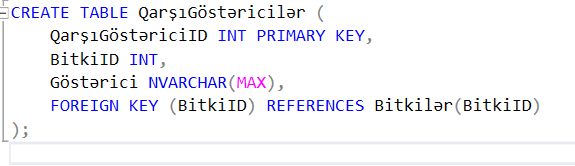 CREATE TABLE QarşıGöstəricilər (
    QarşıGöstəriciID INT PRIMARY KEY,
    BitkiID INT,
    Göstərici NVARCHAR(MAX),
    FOREIGN KEY (BitkiID) REFERENCES Bitkilər(BitkiID)
);